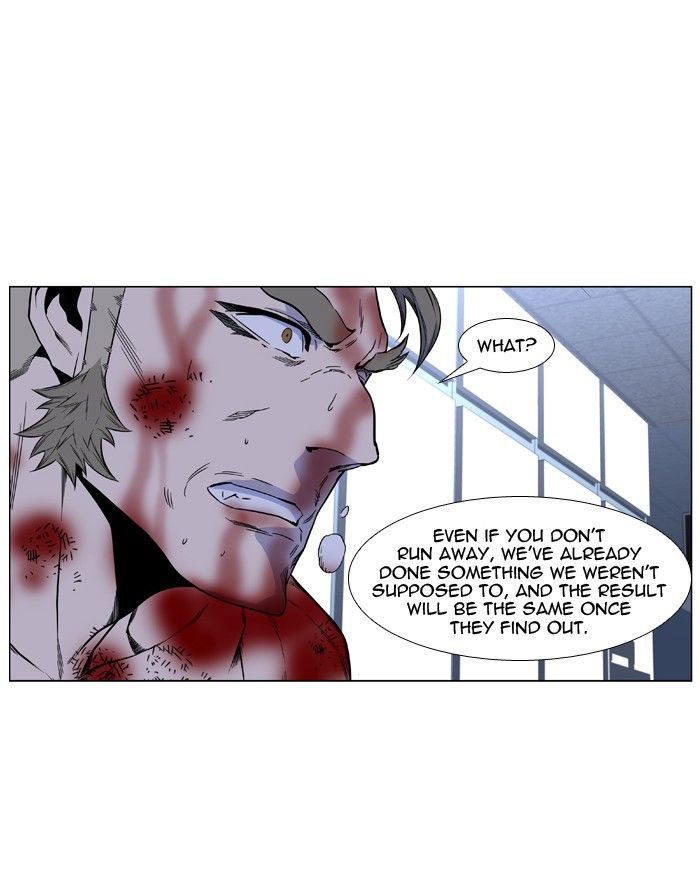 WHAT?
EVEN IF YOU DON'T
RUN AWAY, WE'VE ALREADY
DONE SOMETHING WE WEREN'T
SUPPOSED TO, AND THE RESULT
WILL BE THE SAME ONCE
THEY FIND OUT.